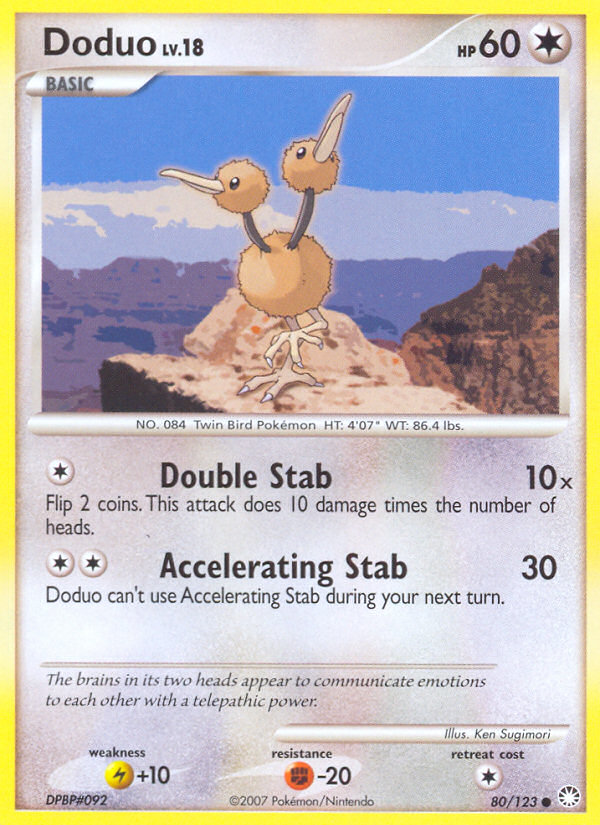 Doduo LV.18 HP 60
BASIC
NO. 084 Twin Bird Pokémon HT: 4'07" WT: 86.4 lbs.
Double Stab 10x
Flip 2 coins. This attack does 10 damage times the number of
heads.
Accelerating Stab 30
Doduo can't use Accelerating Stab during your next turn.
The brains in its two heads appear to communicate emotions
to each other with a telepathic power.
Illus. Ken Sugimori
weakness resistance retreat cost
+10 -20
DPBP#092 ©2007 Pokémon/Nintendo 80/123